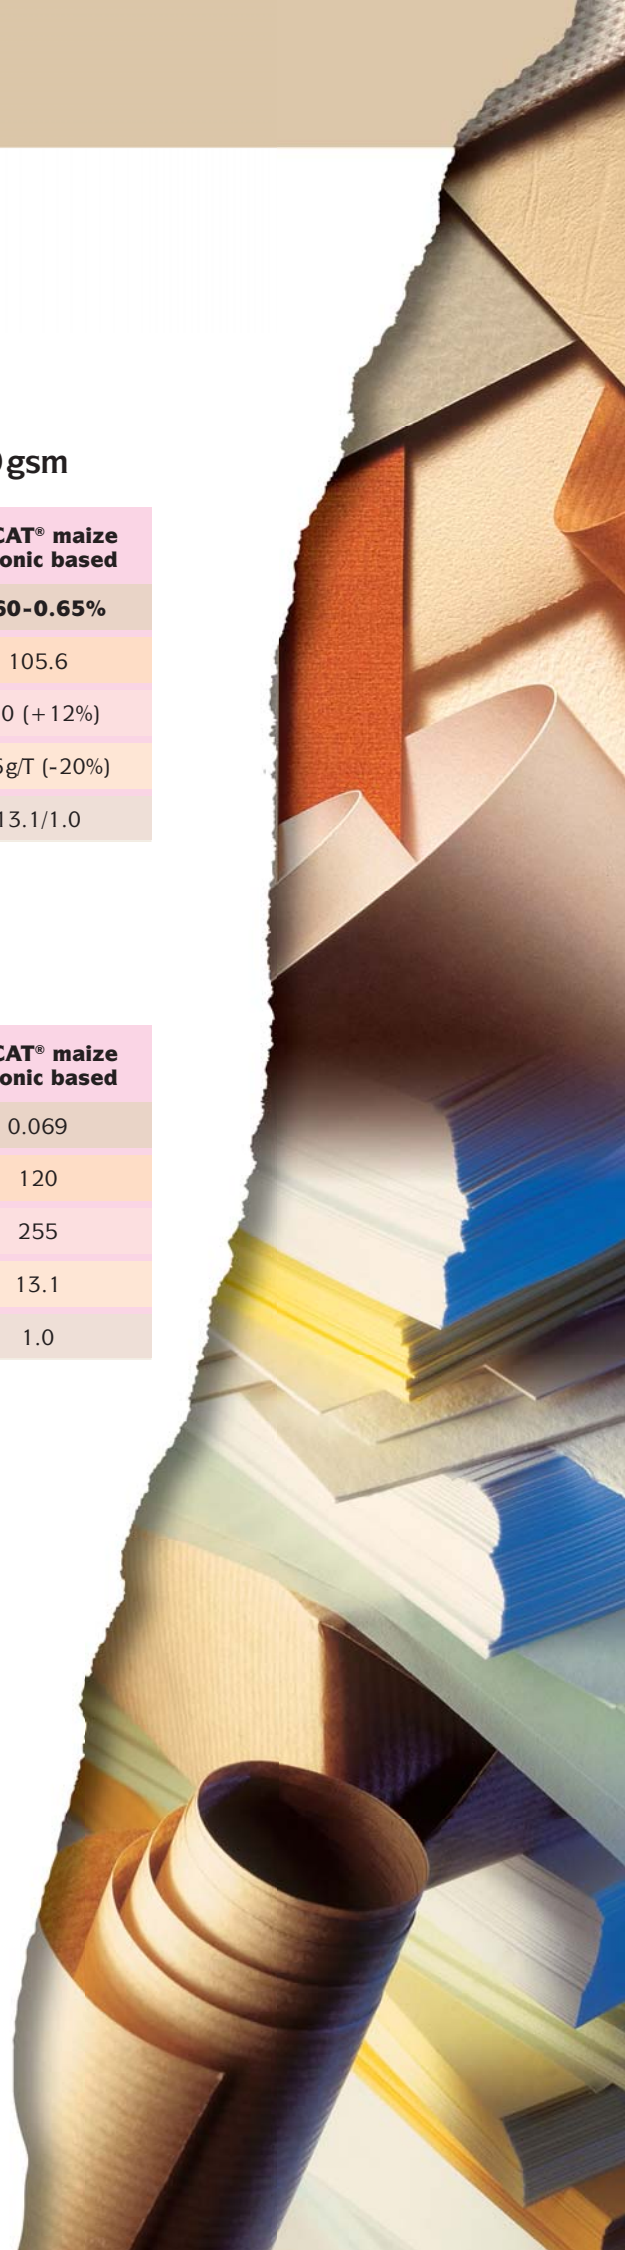 gsm
CAT® maize
onic based
60-0.65%
105.6
0 (+12%)
5g/T (-20%)
13.1/1.0
CAT® maize
onic based
0.069
120
255
13.1
1.0